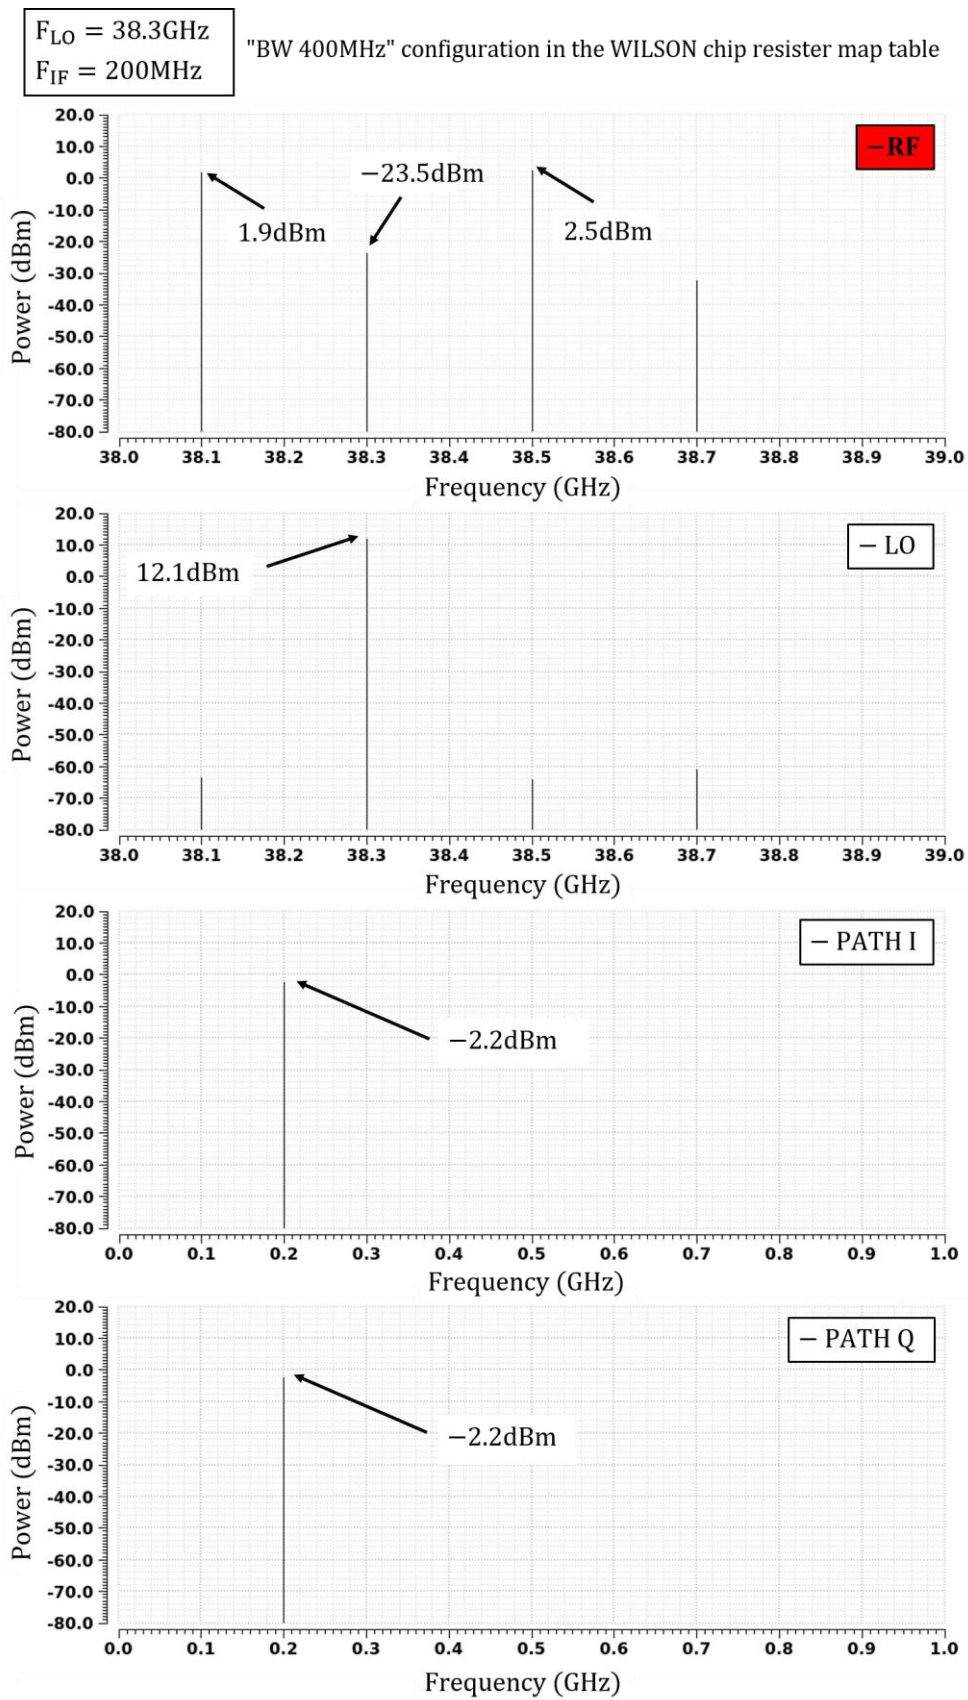 F_LO = 38.3GHz
F_IF = 200MHz
"BW 400MHz" configuration in the WILSON chip resister map table
20.0
10.0
0.0
-10.0
-20.0
-30.0
-40.0
-50.0
-60.0
-70.0
-80.0
Power (dBm)
−RF
−23.5dBm
1.9dBm
2.5dBm
38.0 38.1 38.2 38.3 38.4 38.5 38.6 38.7 38.8 38.9 39.0
Frequency (GHz)
20.0
10.0
0.0
-10.0
-20.0
-30.0
-40.0
-50.0
-60.0
-70.0
-80.0
Power (dBm)
− LO
12.1dBm
38.0 38.1 38.2 38.3 38.4 38.5 38.6 38.7 38.8 38.9 39.0
Frequency (GHz)
20.0
10.0
0.0
-10.0
-20.0
-30.0
-40.0
-50.0
-60.0
-70.0
-80.0
Power (dBm)
− PATH I
−2.2dBm
0.0 0.1 0.2 0.3 0.4 0.5 0.6 0.7 0.8 0.9 1.0
Frequency (GHz)
20.0
10.0
0.0
-10.0
-20.0
-30.0
-40.0
-50.0
-60.0
-70.0
-80.0
Power (dBm)
− PATH Q
−2.2dBm
0.0 0.1 0.2 0.3 0.4 0.5 0.6 0.7 0.8 0.9 1.0
Frequency (GHz)